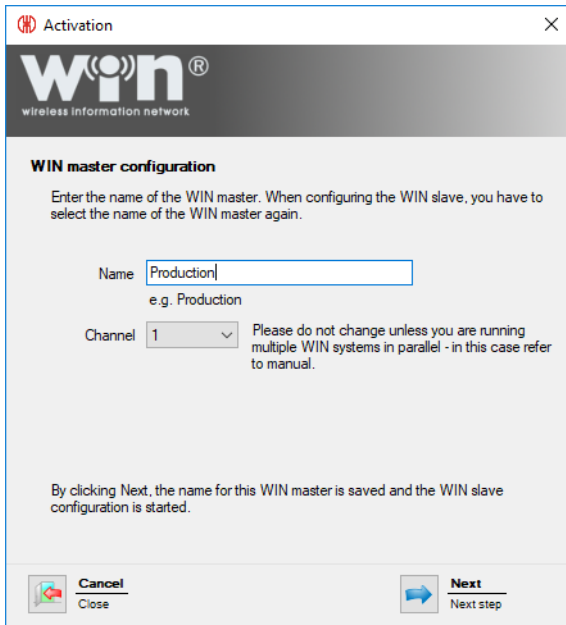 Activation
WIN®
wireless information network
WIN master configuration
Enter the name of the WIN master. When configuring the WIN slave, you have to
select the name of the WIN master again.
Name Production
e.g. Production
Channel 1 Please do not change unless you are running
multiple WIN systems in parallel - in this case refer
to manual.
By clicking Next, the name for this WIN master is saved and the WIN slave
configuration is started.
Cancel Next
Close Next step